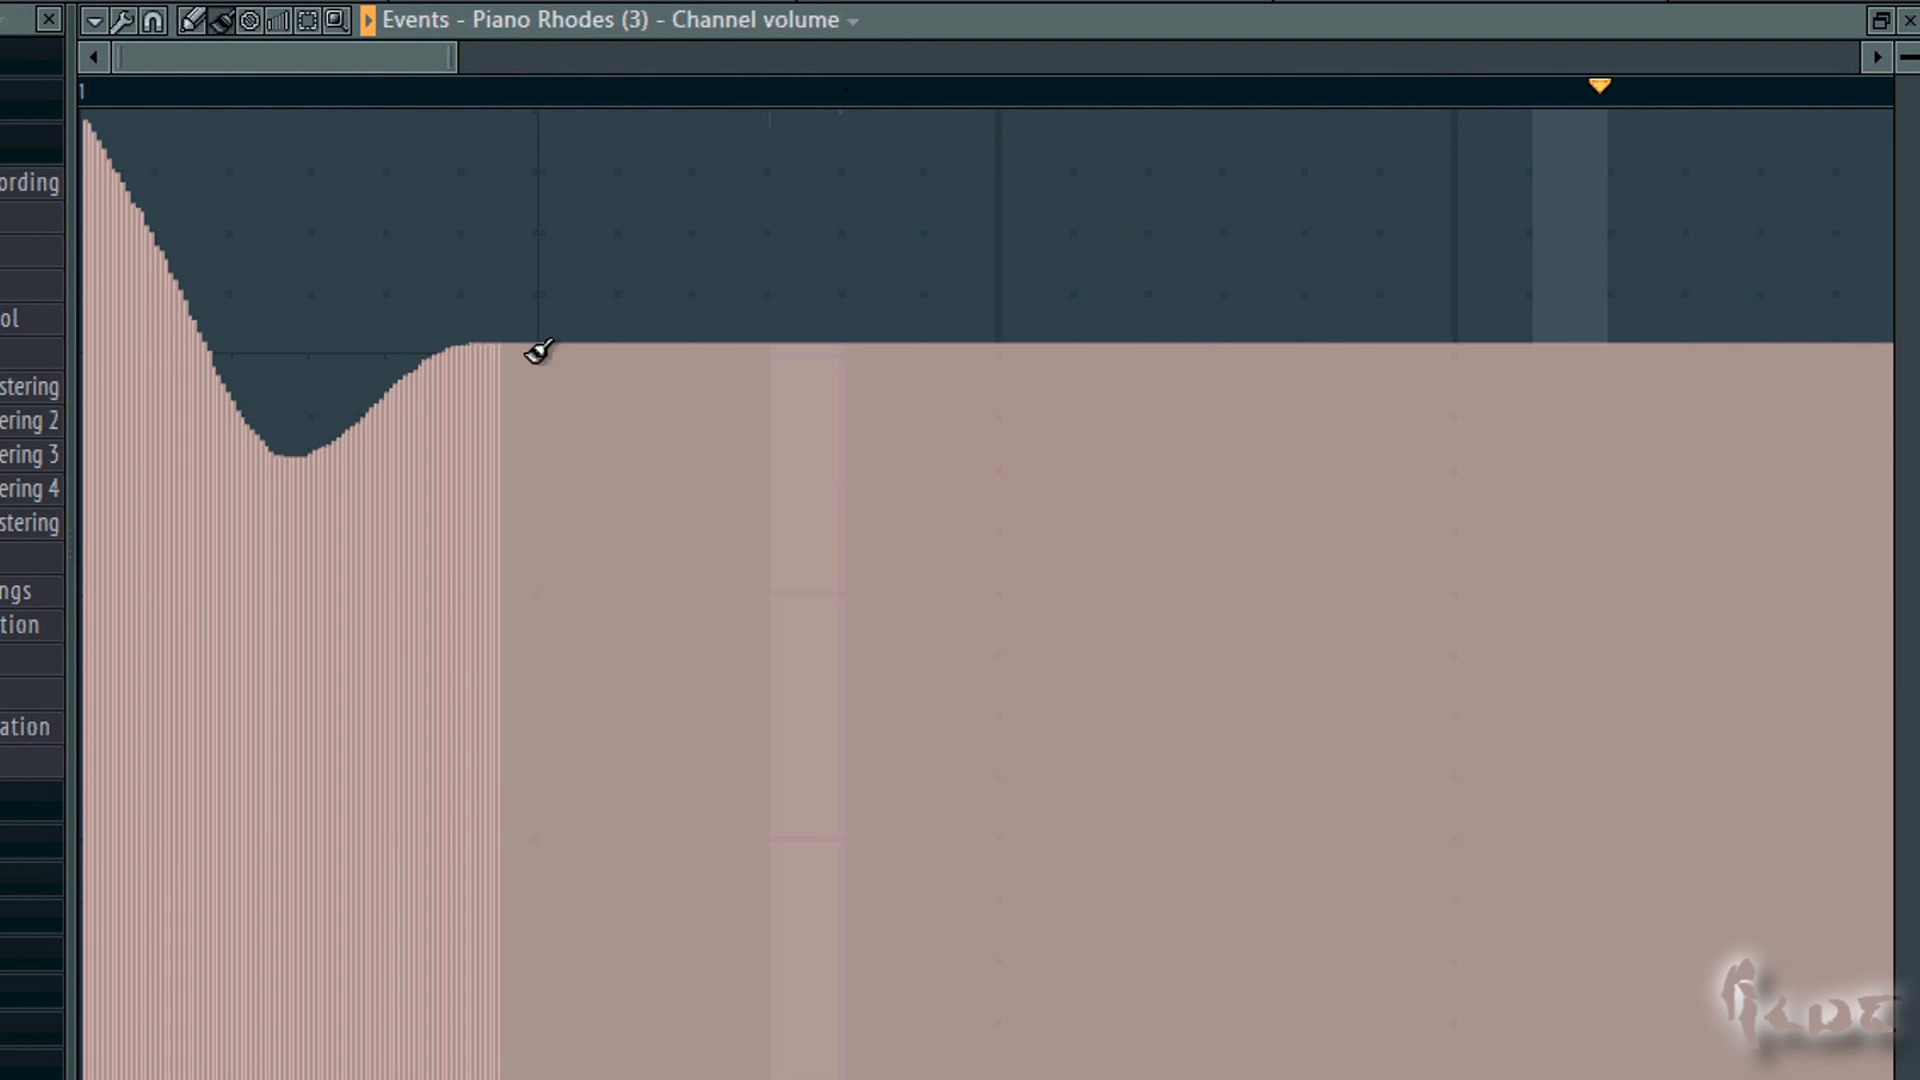 Events - Piano Rhodes (3) - Channel volume
1
ording
ol
stering
ering 2
ering 3
ering 4
stering
ngs
tion
ation